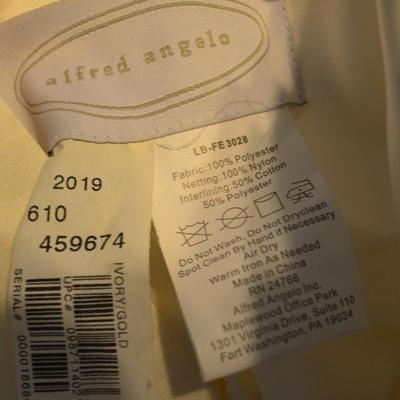 alfred angelo
2019
610
459674
IVORY/GOLD
UPC#
SERIAL#
LB-FE3028
Fabric:100% Polyester
Netting:100% Nylon
Interlining:50% Cotton
50% Polyester
Do Not Wash, Do Not Dryclean
Spot Clean By Hand if Necessary
Air Dry
Warm Iron As Needed
Made in China
RN 24766
Alfred Angelo Inc.
Maplewood Office Park
1301 Virginia Drive, Suite 110
Fort Washington, PA 19034